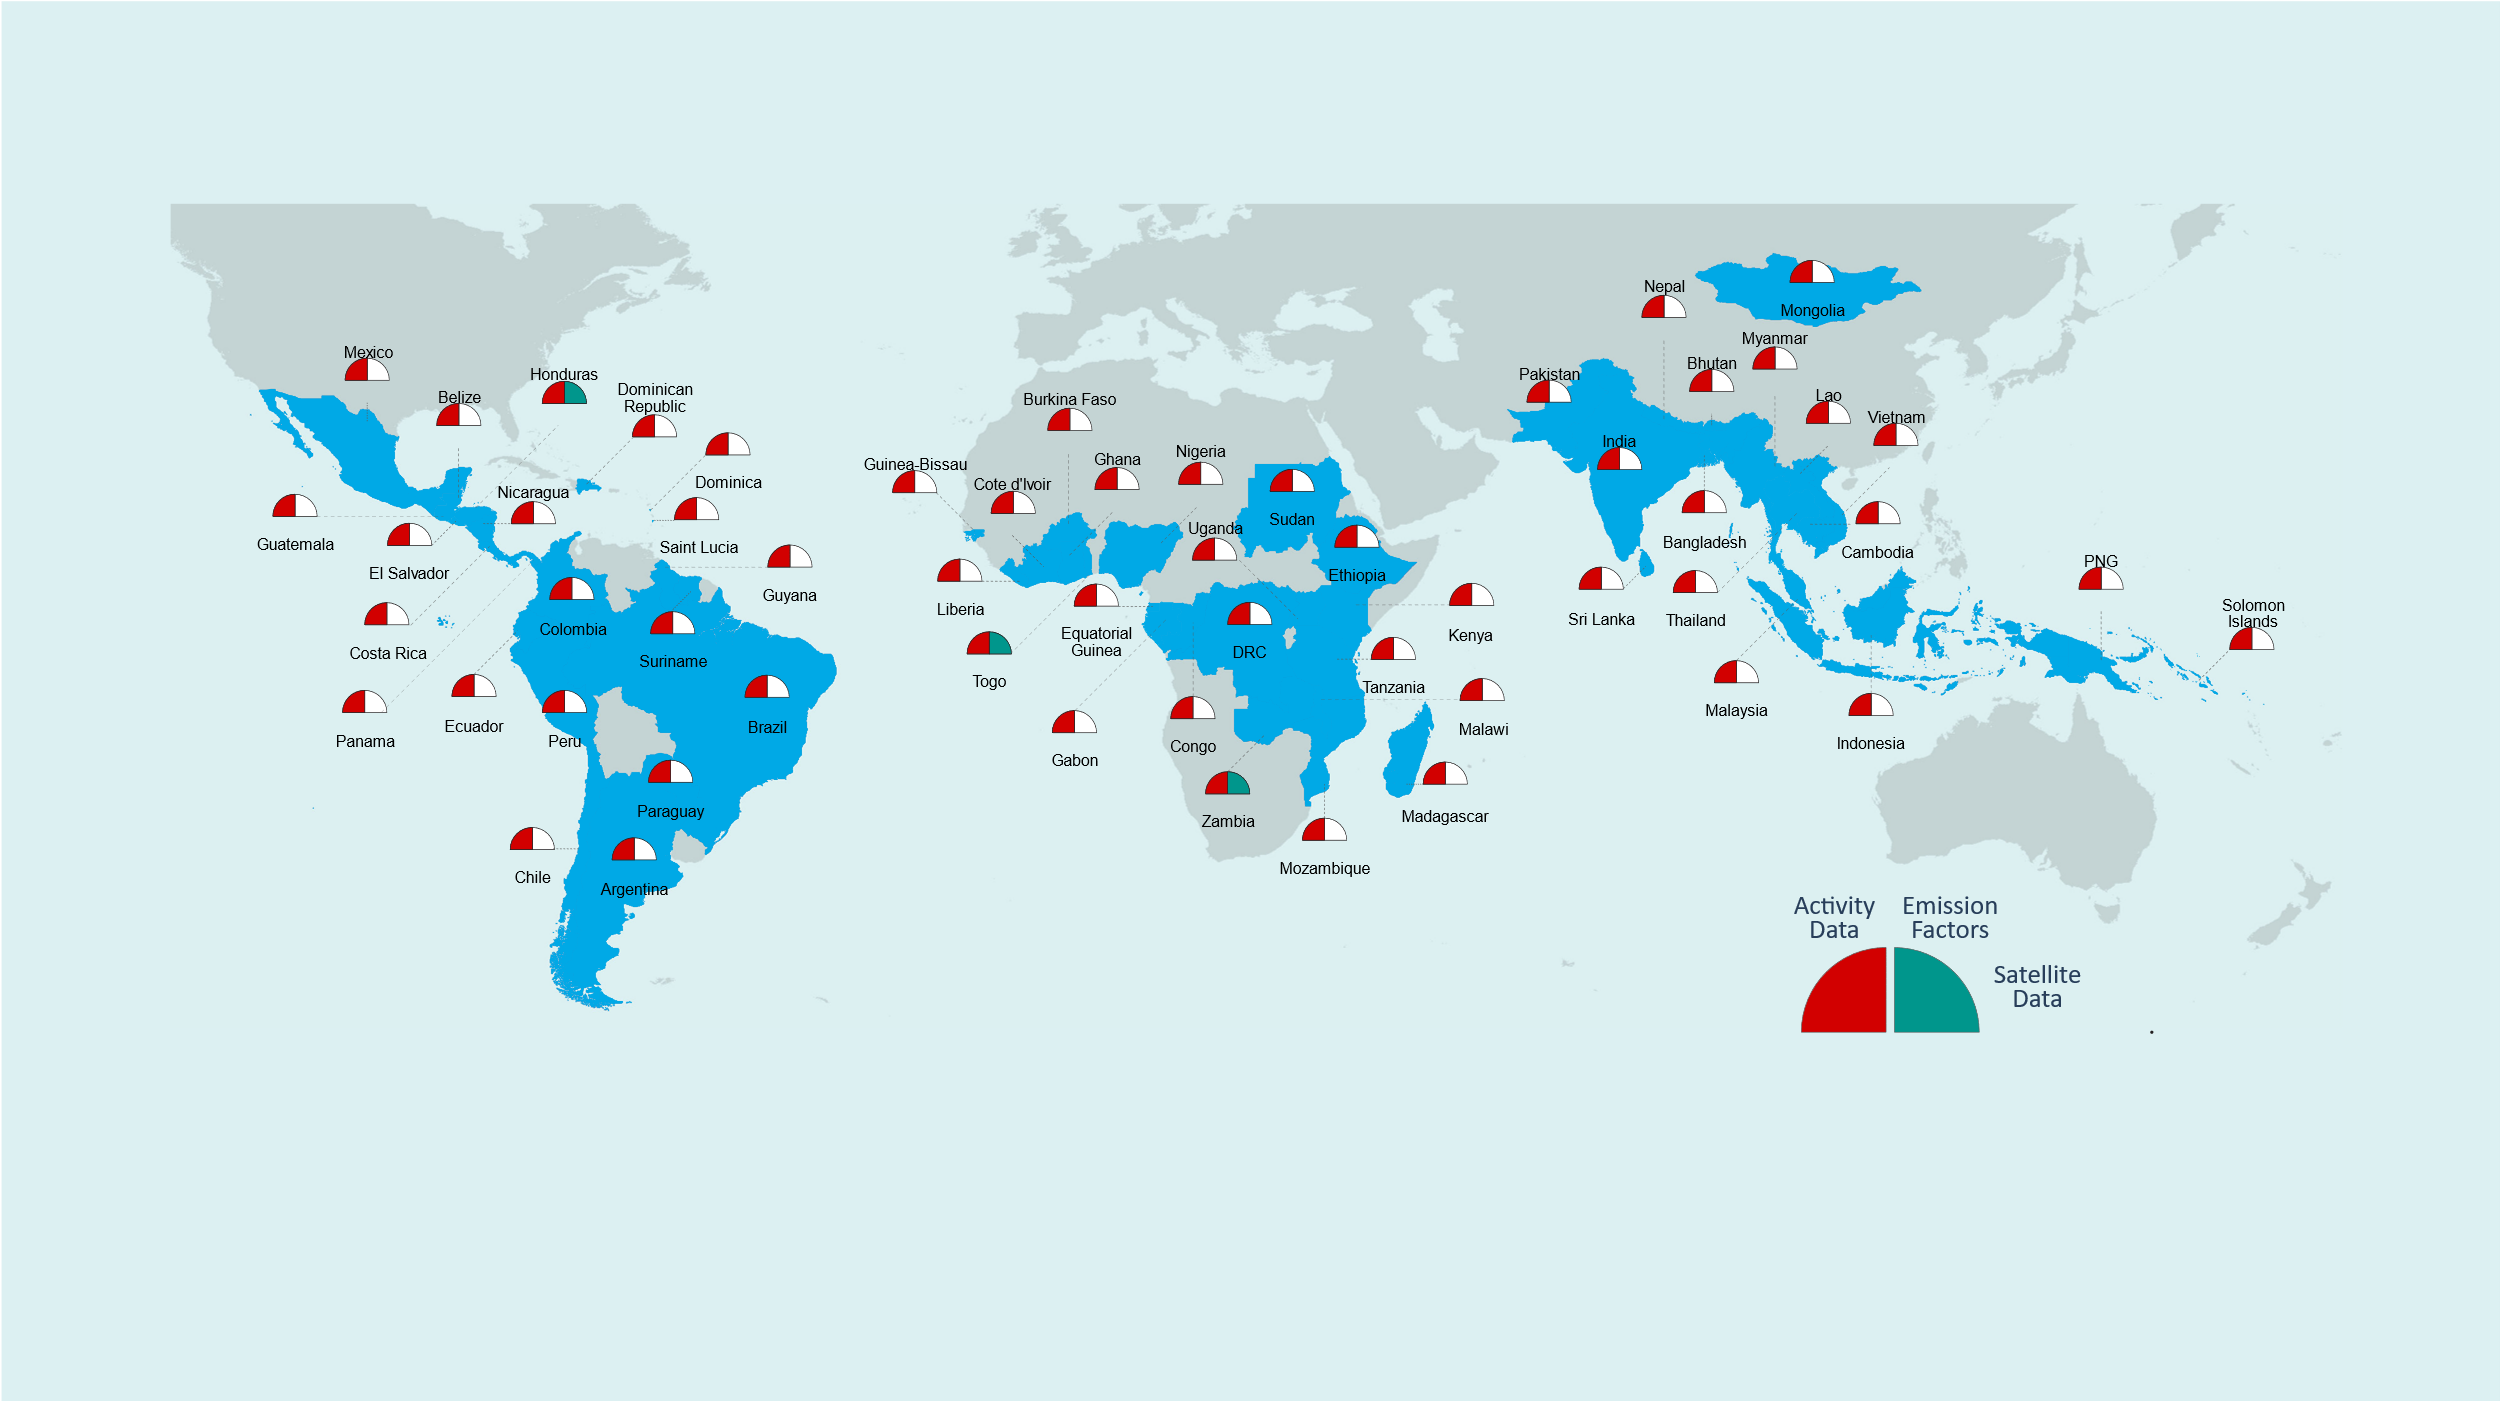 Nepal
Mongolia
Myanmar
Mexico
Bhutan
Honduras
Pakistan
Dominican
Republic
Belize
Lao
Burkina Faso
Vietnam
India
Nigeria
Ghana
Guinea-Bissau
Cote d'Ivoir
Dominica
Nicaragua
Sudan
Uganda
Guatemala
Saint Lucia
Bangladesh
Cambodia
PNG
El Salvador
Ethiopia
Guyana
Liberia
Solomon
Islands
Sri Lanka
Thailand
Colombia
Equatorial
Guinea
Kenya
Costa Rica
DRC
Suriname
Togo
Tanzania
Malaysia
Ecuador
Brazil
Malawi
Panama
Peru
Congo
Indonesia
Gabon
Paraguay
Zambia
Madagascar
Mozambique
Chile
Argentina
Activity
Data
Emission
Factors
Satellite
Data